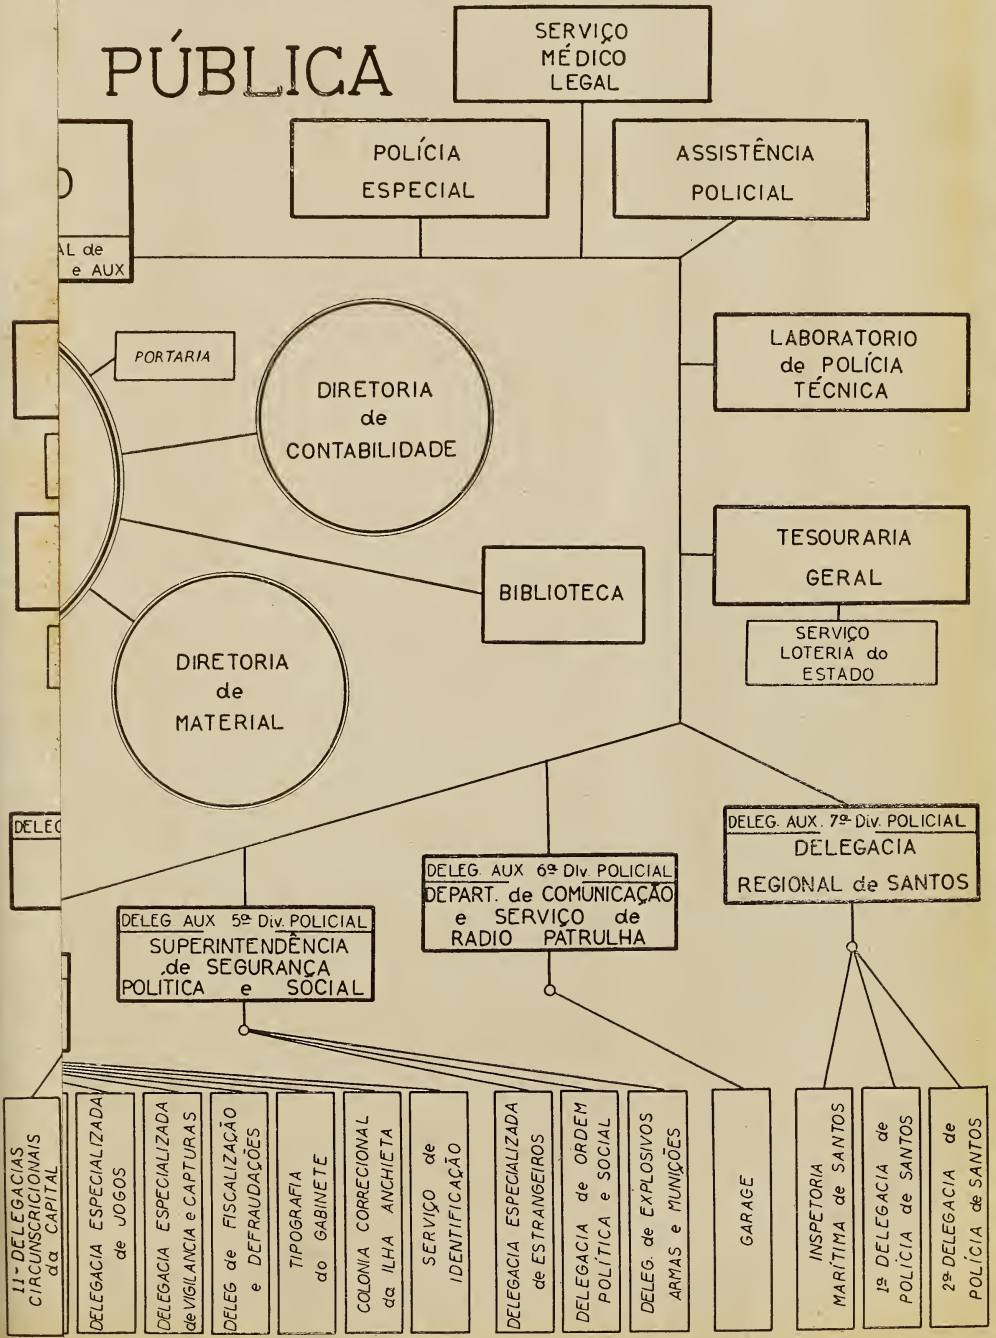 PÚBLICA
SERVIÇO
MÉDICO
LEGAL
POLÍCIA
ESPECIAL
ASSISTÊNCIA
POLICIAL
AL de
e AUX
PORTARIA
DIRETORIA
de
CONTABILIDADE
LABORATORIO
de POLÍCIA
TÉCNICA
BIBLIOTECA
TESOURARIA
GERAL
SERVIÇO
LOTERIA do
ESTADO
DIRETORIA
de
MATERIAL
DELEG
DELEG. AUX. 7ª Div. POLICIAL
DELEGACIA
REGIONAL de SANTOS
DELEG. AUX 6ª Div. POLICIAL
DEPART. de COMUNICAÇÃO
e SERVIÇO de
RADIO PATRULHA
DELEG AUX 5ª Div. POLICIAL
SUPERINTENDÊNCIA
de SEGURANÇA
POLÍTICA e SOCIAL
11-DELEGACIAS
CIRCUNSCRICIONAIS
da CAPITAL
DELEGACIA ESPECIALIZADA
de JOGOS
DELEGACIA ESPECIALIZADA
de VIGILANCIA e CAPTURAS
DELEG de FISCALIZAÇÃO
e DEFRAUDAÇÕES
TIPOGRAFIA
do GABINETE
COLONIA CORRECIONAL
da ILHA ANCHIETA
SERVIÇO de
IDENTIFICAÇÃO
DELEGACIA ESPECIALIZADA
de ESTRANGEIROS
DELEGACIA de ORDEM
POLÍTICA e SOCIAL
DELEG. de EXPLOSIVOS
ARMAS e MUNIÇÕES
GARAGE
INSPETORIA
MARÍTIMA de SANTOS
1ª DELEGACIA de
POLÍCIA de SANTOS
2ª DELEGACIA de
POLÍCIA de SANTOS